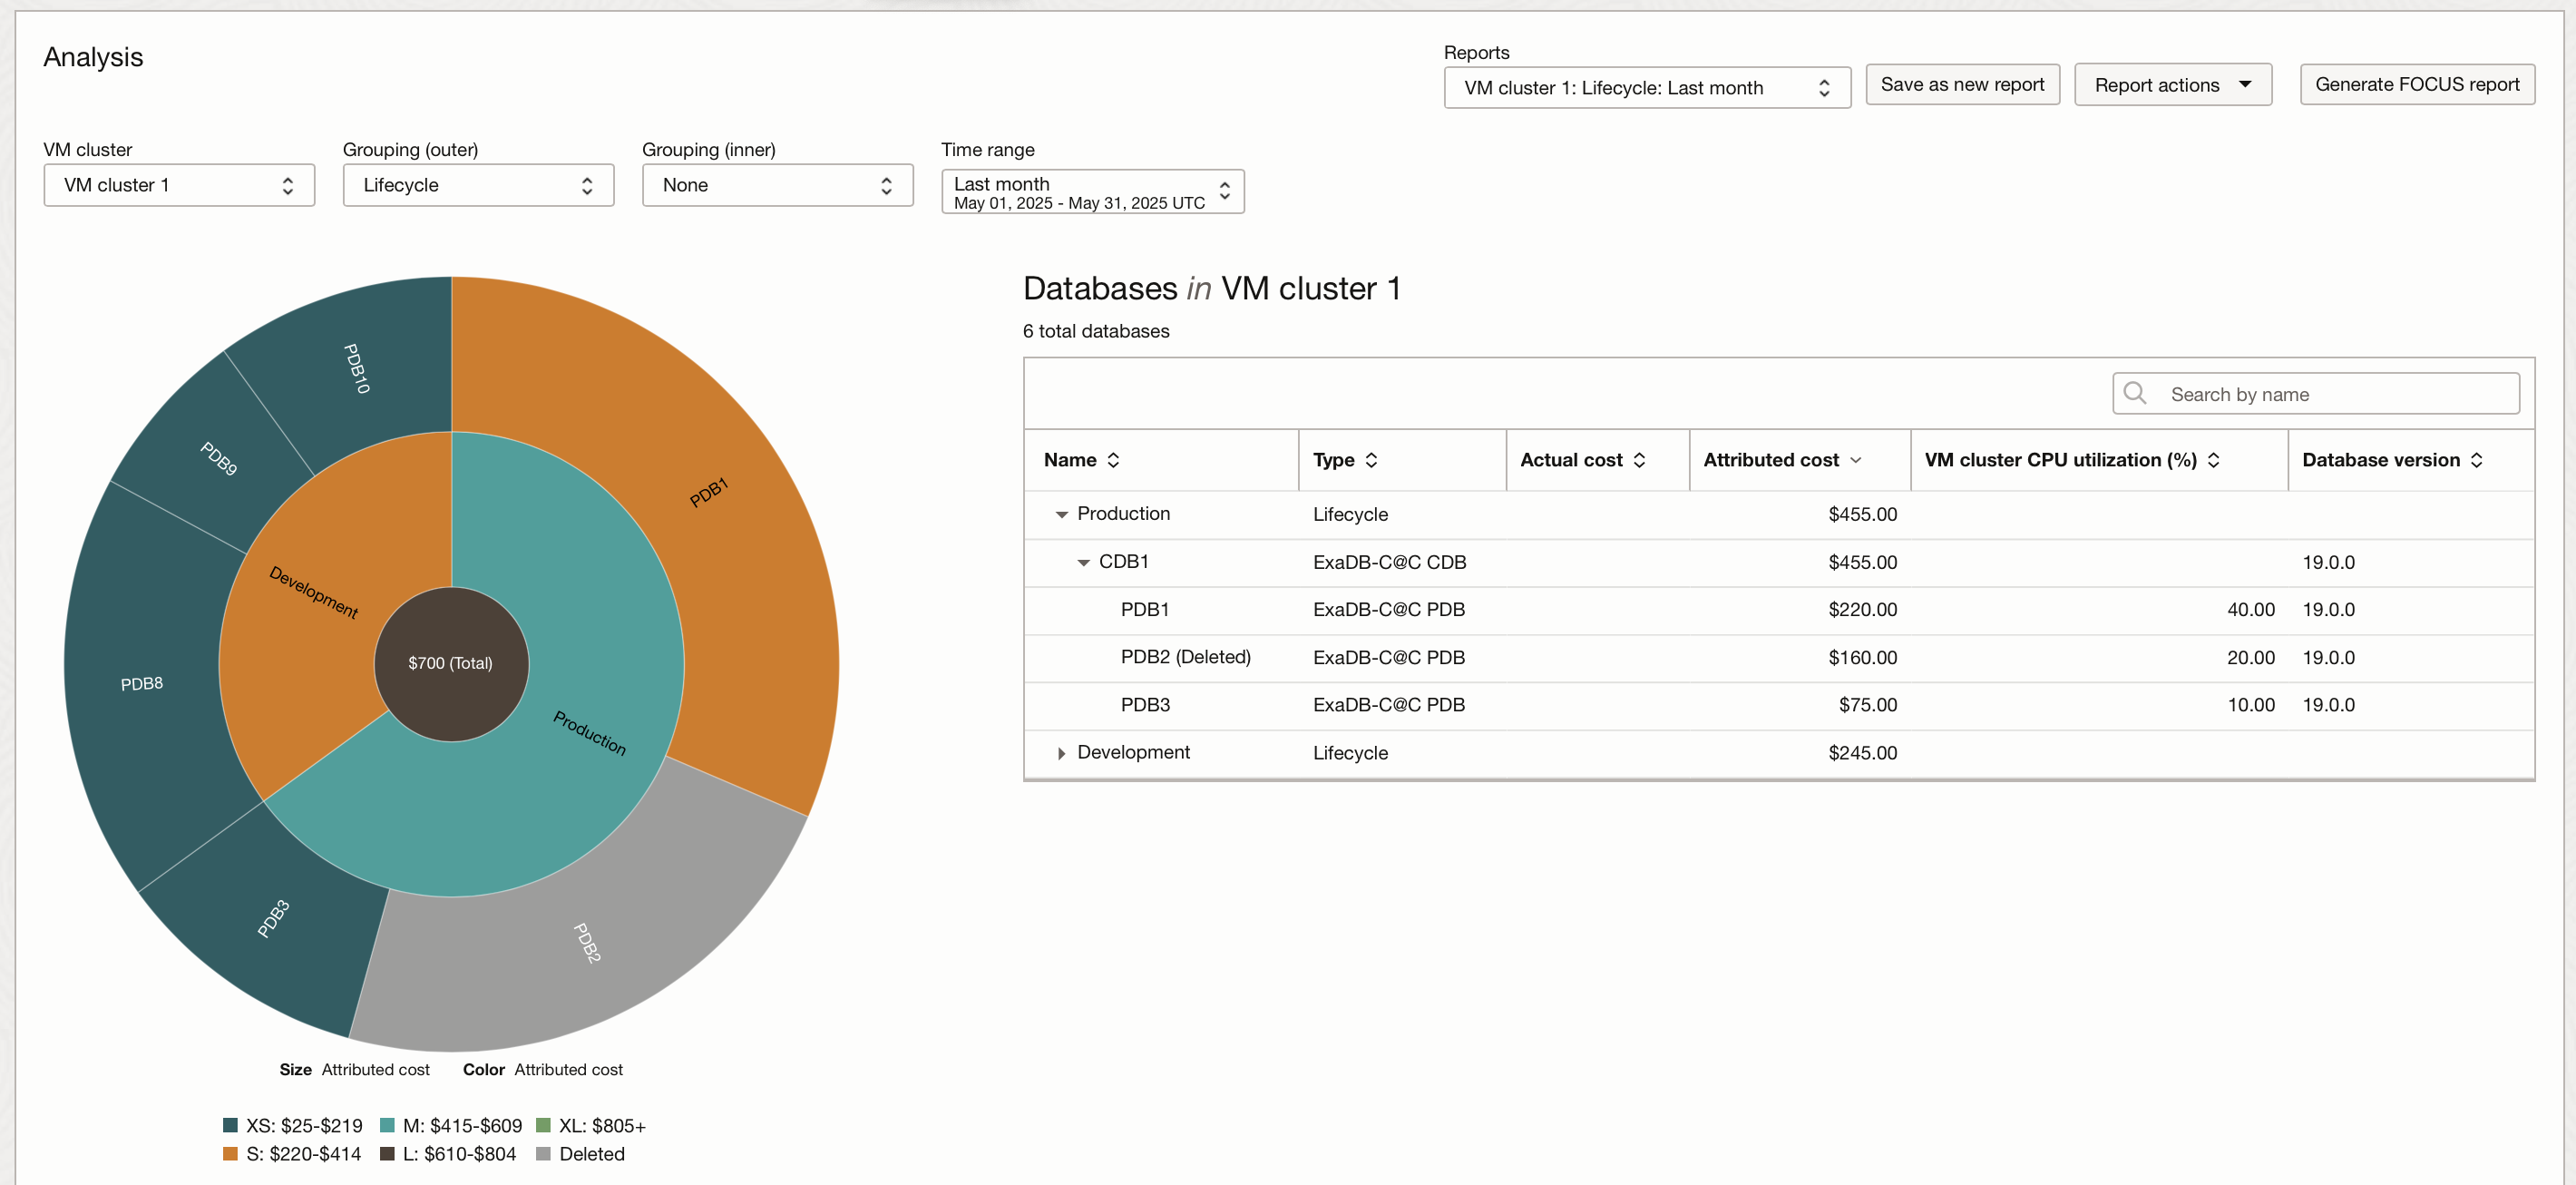 Analysis
Reports
VM cluster 1: Lifecycle: Last month
Save as new report
Report actions
Generate FOCUS report
VM cluster
Grouping (outer)
Grouping (inner)
Time range
VM cluster 1
Lifecycle
None
Last month
May 01, 2025 - May 31, 2025 UTC
PDB10
PDB9
PDB1
Development
$700 (Total)
PDB8
Production
PDB3
PDB2
Size Attributed cost Color Attributed cost
XS: $25-$219 M: $415-$609 XL: $805+
S: $220-$414 L: $610-$804 Deleted
Databases in VM cluster 1
6 total databases
Search by name
Name Type Actual cost Attributed cost VM cluster CPU utilization (%) Database version
Production Lifecycle $455.00
CDB1 ExaDB-C@C CDB $455.00 19.0.0
PDB1 ExaDB-C@C PDB $220.00 40.00 19.0.0
PDB2 (Deleted) ExaDB-C@C PDB $160.00 20.00 19.0.0
PDB3 ExaDB-C@C PDB $75.00 10.00 19.0.0
Development Lifecycle $245.00